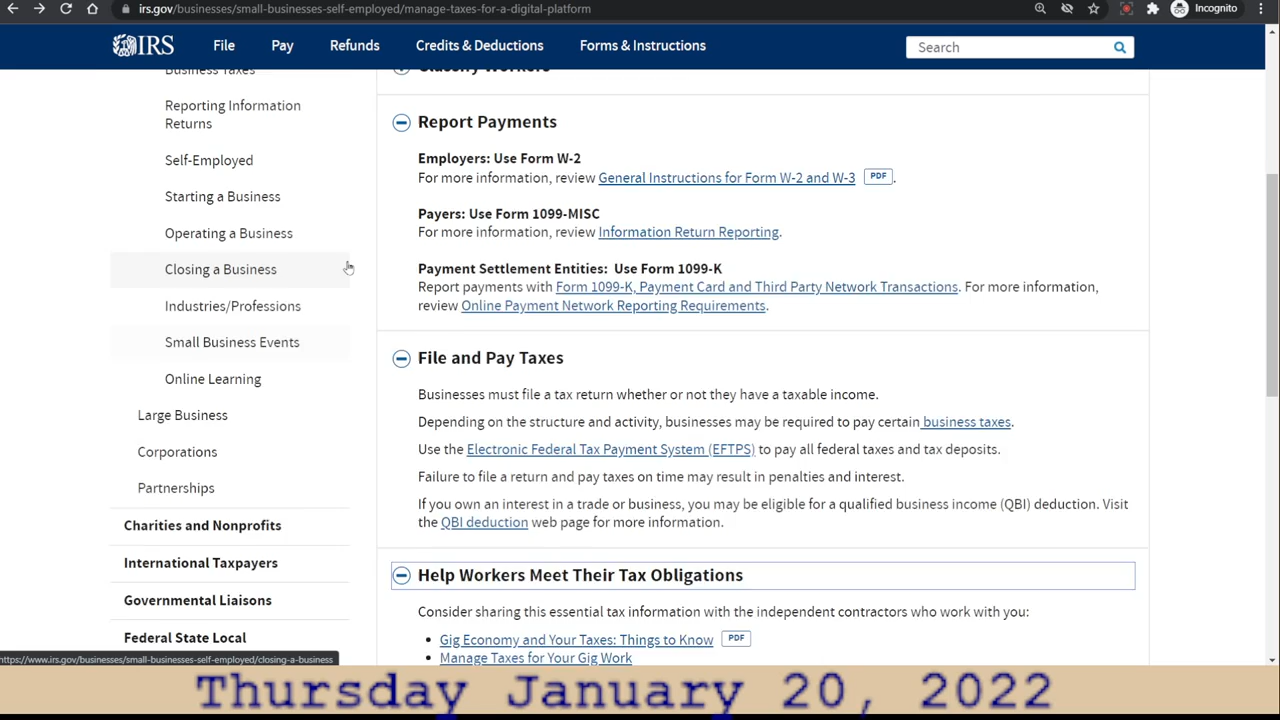 irs.gov/businesses/small-businesses-self-employed/manage-taxes-for-a-digital-platform
Incognito
IRS
File
Pay
Refunds
Credits & Deductions
Forms & Instructions
Search
Business Taxes
Reporting Information
Returns
Self-Employed
Starting a Business
Operating a Business
Closing a Business
Industries/Professions
Small Business Events
Online Learning
Large Business
Corporations
Partnerships
Charities and Nonprofits
International Taxpayers
Governmental Liaisons
Federal State Local
Classify Workers
Report Payments
Employers: Use Form W-2
For more information, review General Instructions for Form W-2 and W-3 PDF .
Payers: Use Form 1099-MISC
For more information, review Information Return Reporting.
Payment Settlement Entities: Use Form 1099-K
Report payments with Form 1099-K, Payment Card and Third Party Network Transactions. For more information,
review Online Payment Network Reporting Requirements.
File and Pay Taxes
Businesses must file a tax return whether or not they have a taxable income.
Depending on the structure and activity, businesses may be required to pay certain business taxes.
Use the Electronic Federal Tax Payment System (EFTPS) to pay all federal taxes and tax deposits.
Failure to file a return and pay taxes on time may result in penalties and interest.
If you own an interest in a trade or business, you may be eligible for a qualified business income (QBI) deduction. Visit
the QBI deduction web page for more information.
Help Workers Meet Their Tax Obligations
Consider sharing this essential tax information with the independent contractors who work with you:
• Gig Economy and Your Taxes: Things to Know PDF
• Manage Taxes for Your Gig Work
https://www.irs.gov/businesses/small-businesses-self-employed/closing-a-business
Thursday January 20, 2022